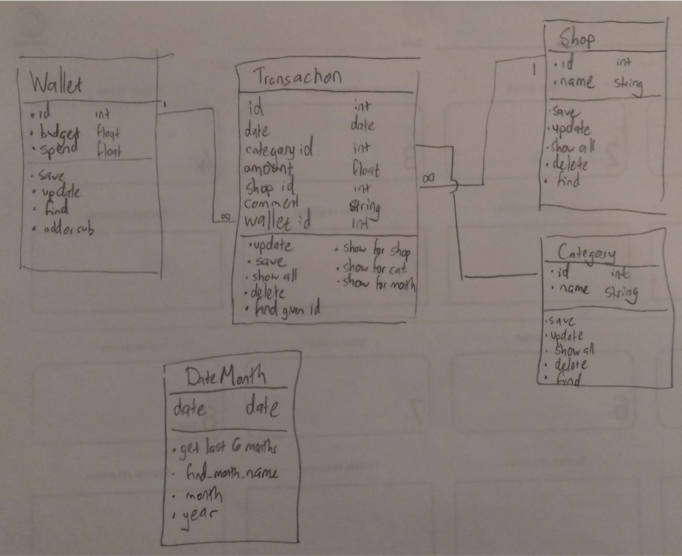 Wallet
• id int
• budget float
• spend float
• save
• update
• find
• add or sub
1
∞
Transaction
id int
date date
category id int
amount float
shop id int
comment string
wallet id int
• update • show for shop
• save • show for cat.
• show all • show for month
• delete
• find given id
∞
1
Shop
• id int
• name string
• save
• update
• show all
• delete
• find
Category
• id int
• name string
• save
• update
• show all
• delete
• find
DateMonth
date date
• get last 6 months
• find_month_name
• month
• year